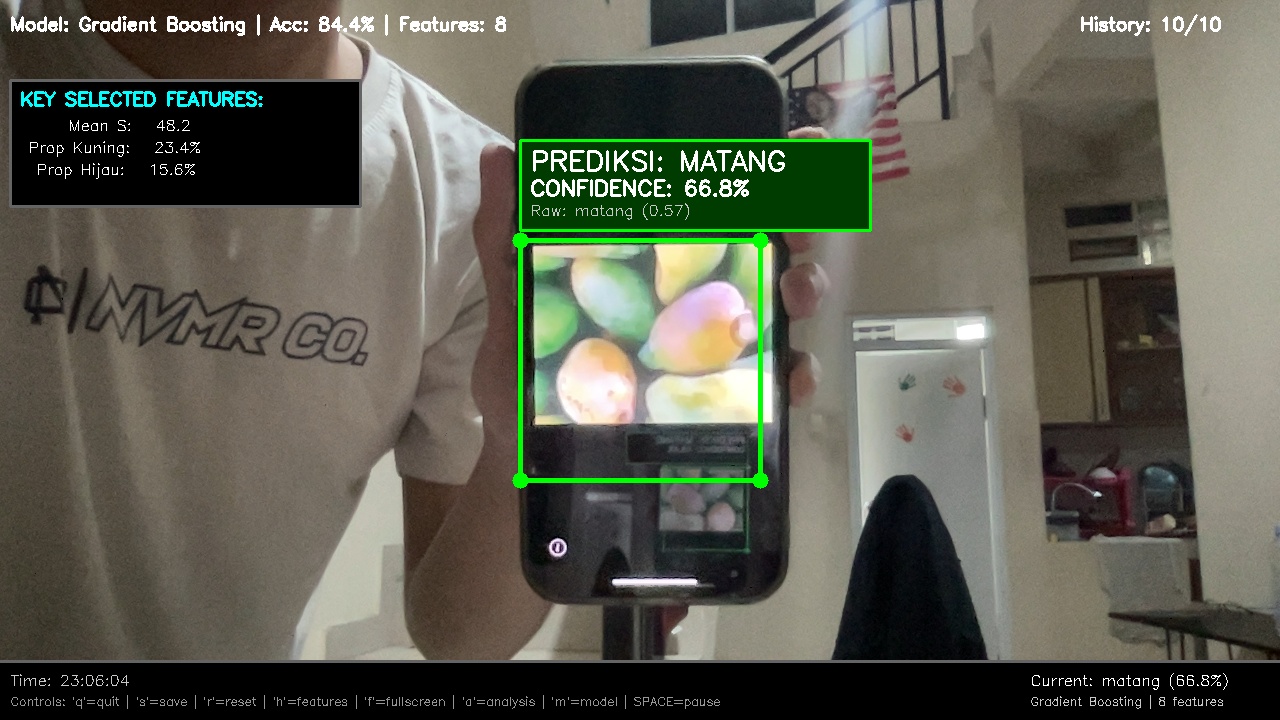 Model: Gradient Boosting | Acc: 84.4% | Features: 8
History: 10/10
KEY SELECTED FEATURES:
Mean S: 48.2
Prop Kuning: 23.4%
Prop Hijau: 15.6%
PREDIKSI: MATANG
CONFIDENCE: 66.8%
Raw: matang (0.57)
NVMR CO.
Time: 23:06:04
Controls: 'q'=quit | 's'=save | 'r'=reset | 'h'=features | 'f'=fullscreen | 'a'=analysis | 'm'=model | SPACE=pause
Current: matang (66.8%)
Gradient Boosting | 8 features